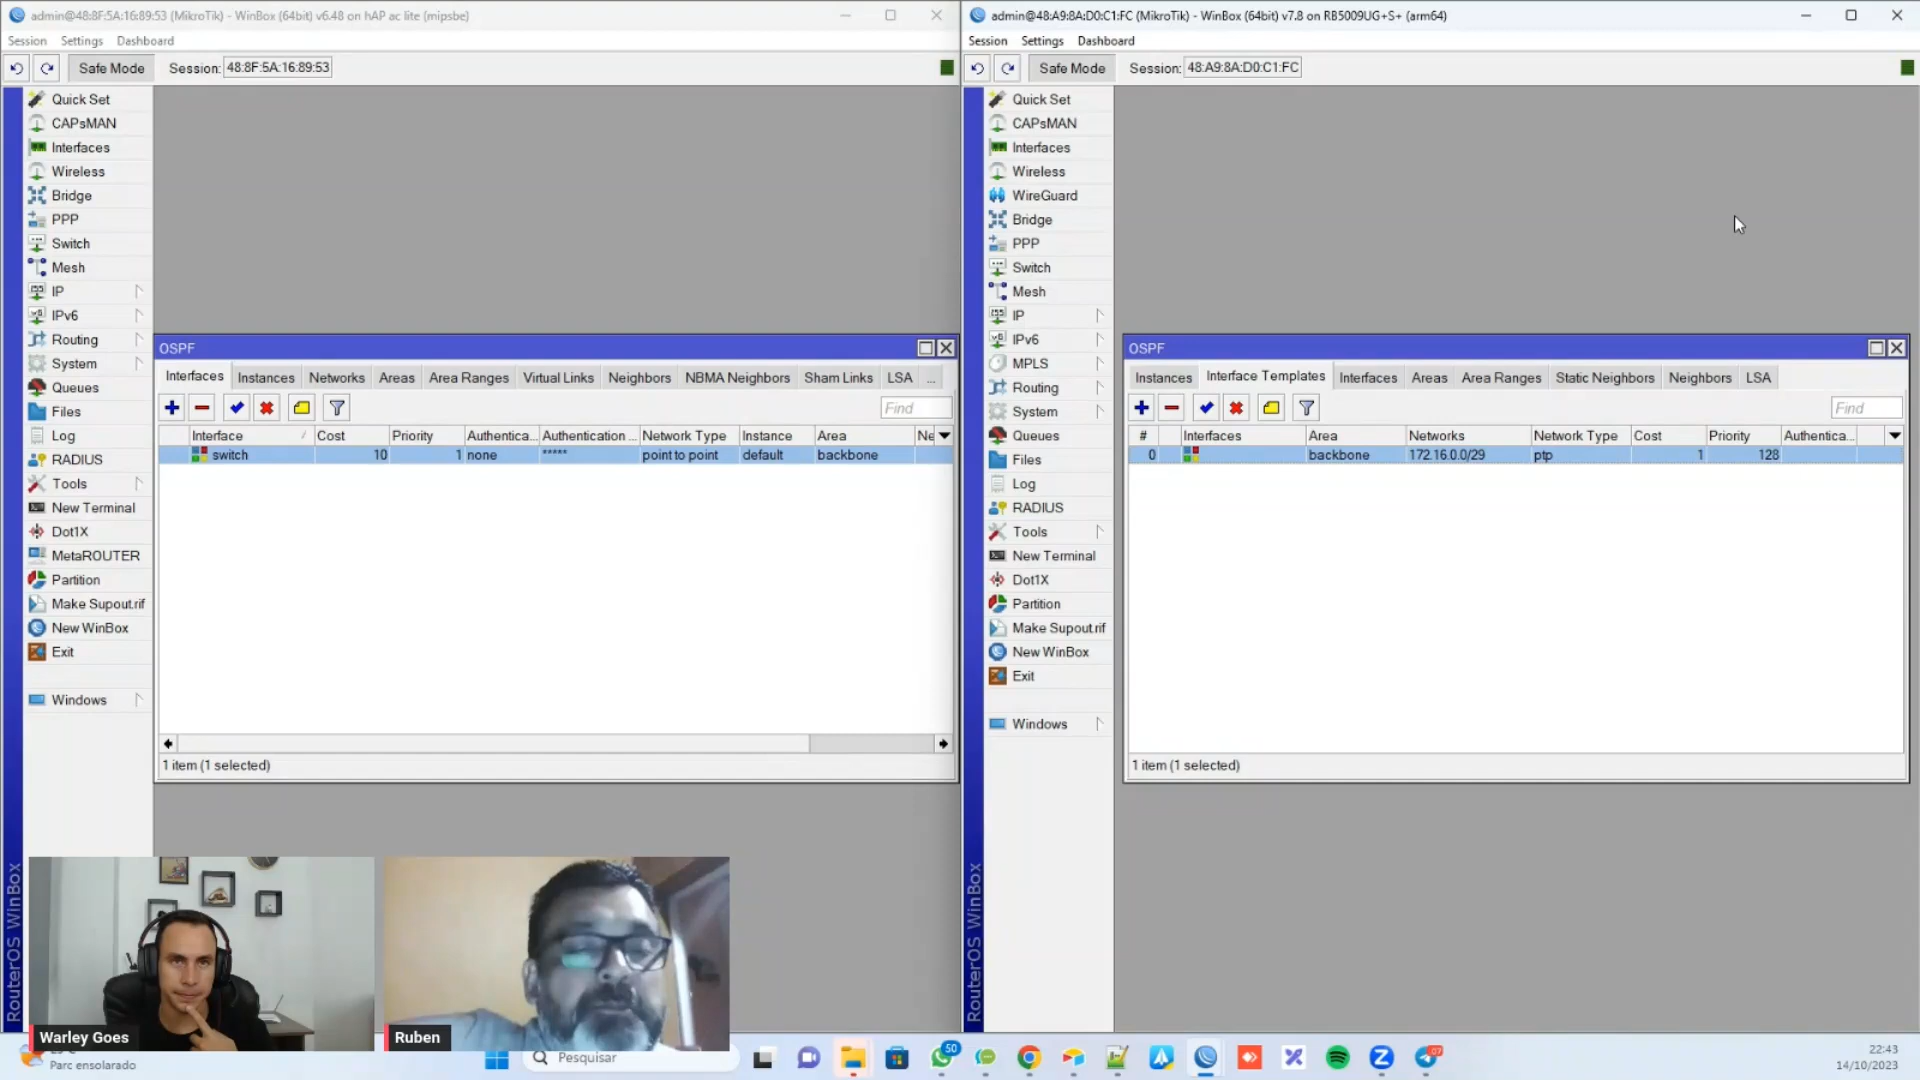 admin@48:8F:5A:16:89:53 (MikroTik) - WinBox (64bit) v6.48 on hAP ac lite (mipsbe)
Session Settings Dashboard
Safe Mode Session: 48:8F:5A:16:89:53
Quick Set
CAPsMAN
Interfaces
Wireless
Bridge
PPP
Switch
Mesh
IP
IPv6
Routing
System
Queues
Files
Log
RADIUS
Tools
New Terminal
Dot1X
MetaROUTER
Partition
Make Supout.rif
New WinBox
Exit
Windows
RouterOS WinBox
OSPF
Interfaces Instances Networks Areas Area Ranges Virtual Links Neighbors NBMA Neighbors Sham Links LSA ...
Find
Interface Cost Priority Authentica... Authentication ... Network Type Instance Area Ne
switch 10 1 none ***** point to point default backbone
1 item (1 selected)
admin@48:A9:8A:D0:C1:FC (MikroTik) - WinBox (64bit) v7.8 on RB5009UG+S+ (arm64)
Session Settings Dashboard
Safe Mode Session: 48:A9:8A:D0:C1:FC
Quick Set
CAPsMAN
Interfaces
Wireless
WireGuard
Bridge
PPP
Switch
Mesh
IP
IPv6
MPLS
Routing
System
Queues
Files
Log
RADIUS
Tools
New Terminal
Dot1X
Partition
Make Supout.rif
New WinBox
Exit
Windows
RouterOS WinBox
OSPF
Instances Interface Templates Interfaces Areas Area Ranges Static Neighbors Neighbors LSA
Find
# Interfaces Area Networks Network Type Cost Priority Authentica...
0 backbone 172.16.0.0/29 ptp 1 128
1 item (1 selected)
Warley Goes
Ruben
Parc ensolarado
Pesquisar
50
07
22:43
14/10/2023